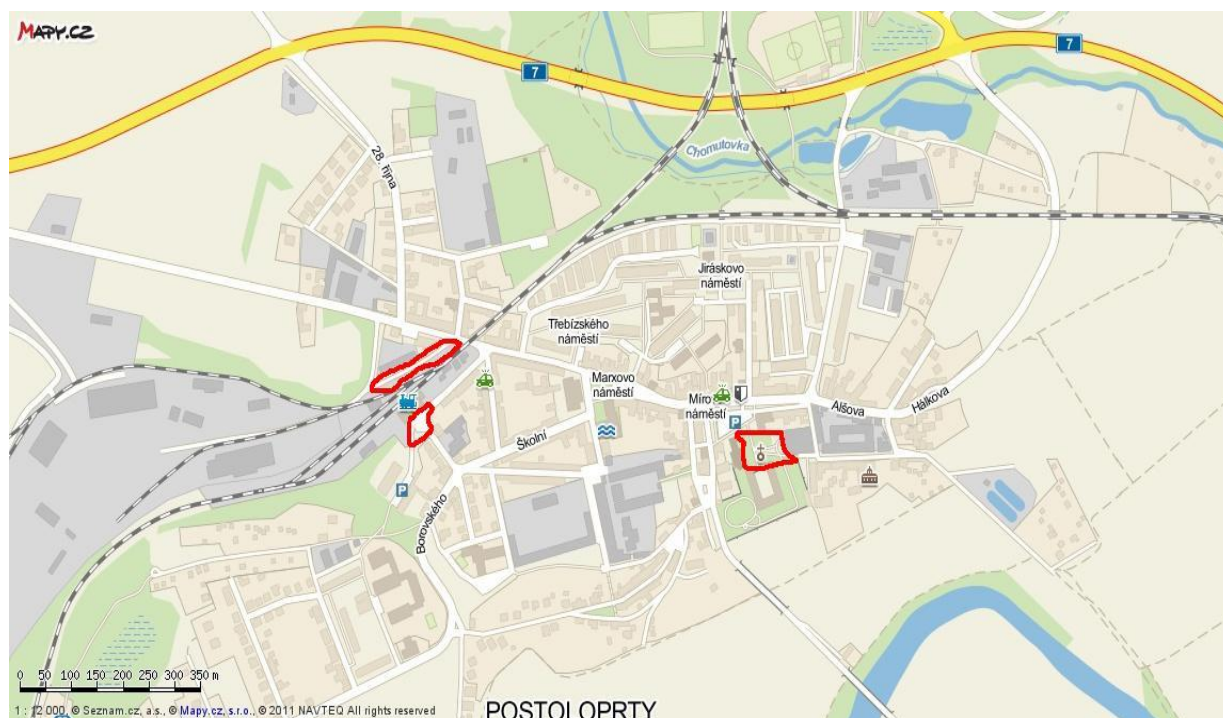 Mapy.cz
7
7
Chomutovka
28. října
Jiráskovo
náměstí
Třebízského
náměstí
Marxovo
náměstí
Míro
náměstí
P
Alšova
Hálkova
Školní
P
Borovského
0 50 100 150 200 250 300 350 m
1 : 12 000, © Seznam.cz, a.s., © Mapy.cz, s.r.o., © 2011 NAVTEQ All rights reserved
POSTOLOPRTY